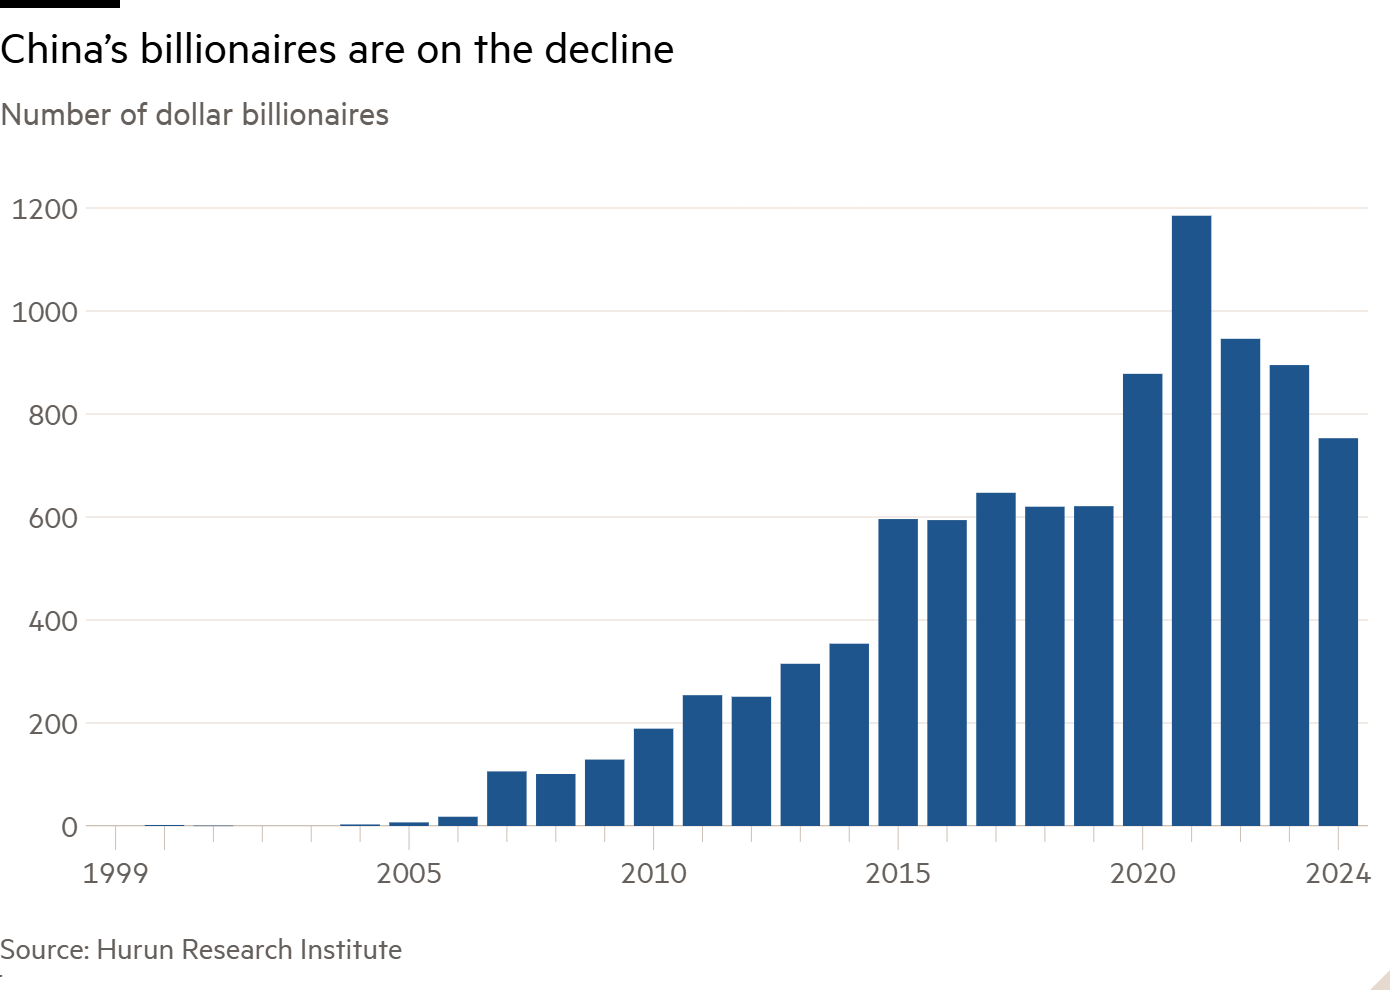 China’s billionaires are on the decline
Number of dollar billionaires
1200
1000
800
600
400
200
0
1999 2005 2010 2015 2020 2024
Source: Hurun Research Institute